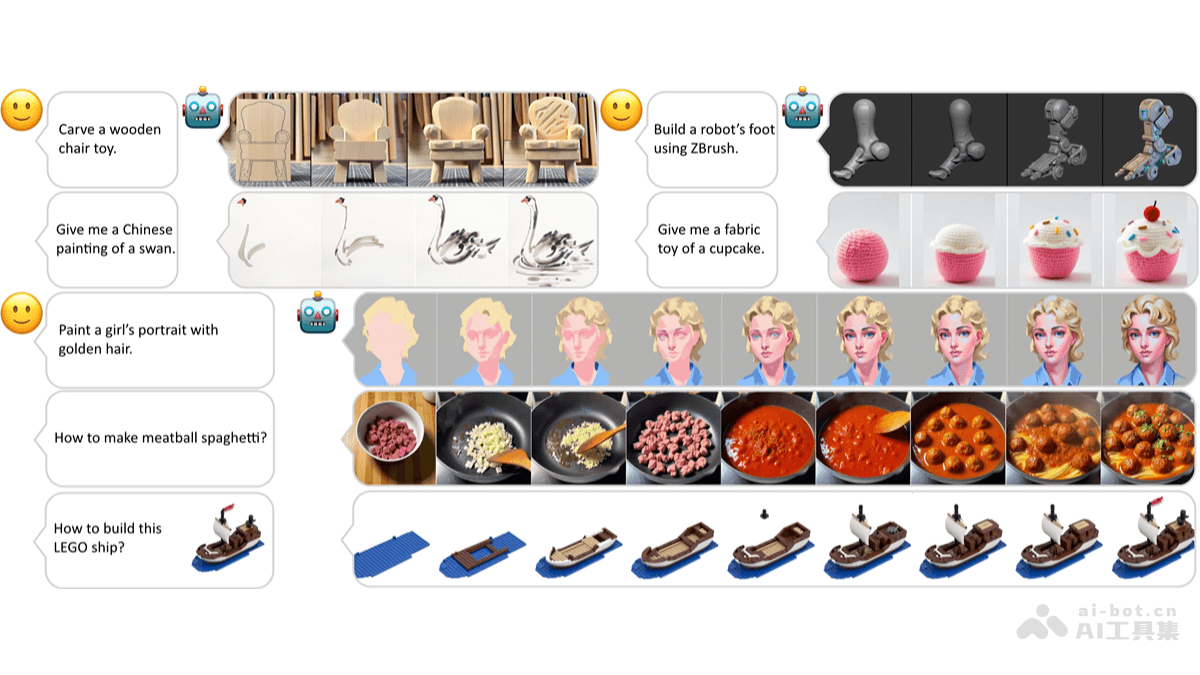 Carve a wooden
chair toy.
Build a robot's foot
using ZBrush.
Give me a Chinese
painting of a swan.
Give me a fabric
toy of a cupcake.
Paint a girl's portrait with
golden hair.
How to make meatball spaghetti?
How to build this
LEGO ship?
ai-bot.cn
AI工具集